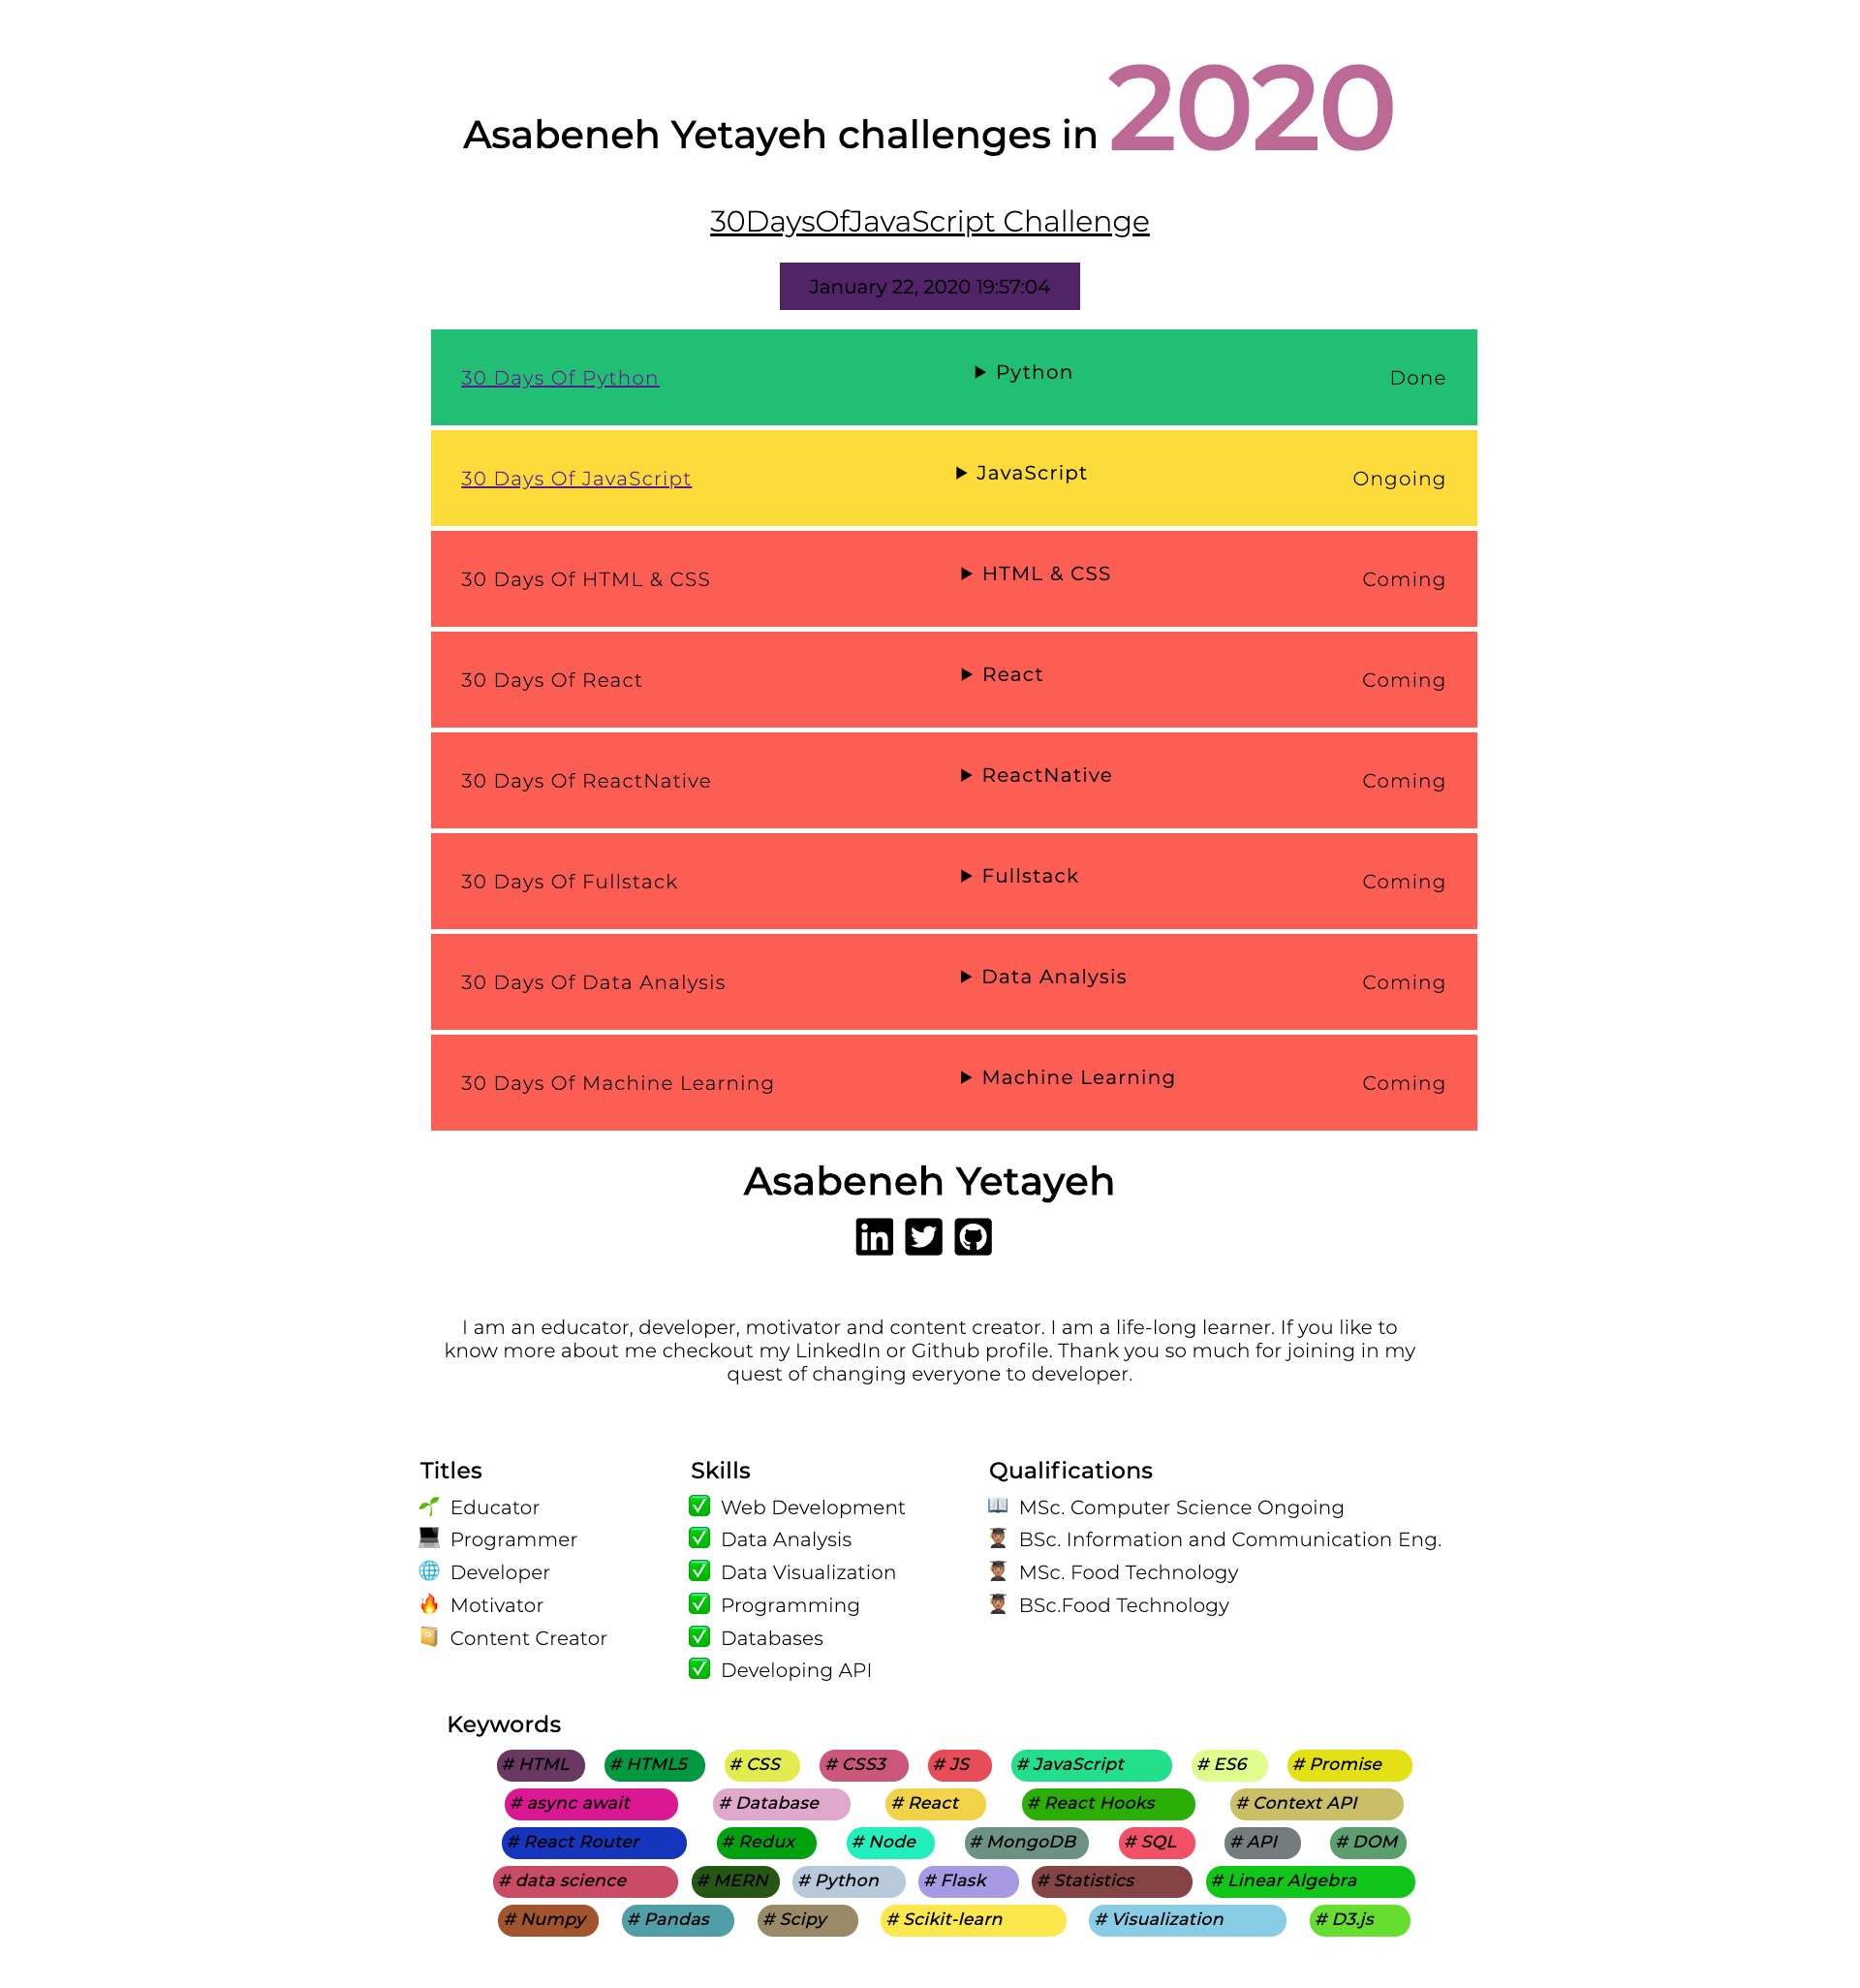 Asabeneh Yetayeh challenges in 2020
30DaysOfJavaScript Challenge
January 22, 2020 19:57:04
30 Days Of Python ▶ Python Done
30 Days Of JavaScript ▶ JavaScript Ongoing
30 Days Of HTML & CSS ▶ HTML & CSS Coming
30 Days Of React ▶ React Coming
30 Days Of ReactNative ▶ ReactNative Coming
30 Days Of Fullstack ▶ Fullstack Coming
30 Days Of Data Analysis ▶ Data Analysis Coming
30 Days Of Machine Learning ▶ Machine Learning Coming
Asabeneh Yetayeh
I am an educator, developer, motivator and content creator. I am a life-long learner. If you like to
know more about me checkout my LinkedIn or Github profile. Thank you so much for joining in my
quest of changing everyone to developer.
Titles
Educator
Programmer
Developer
Motivator
Content Creator
Skills
Web Development
Data Analysis
Data Visualization
Programming
Databases
Developing API
Qualifications
MSc. Computer Science Ongoing
BSc. Information and Communication Eng.
MSc. Food Technology
BSc.Food Technology
Keywords
# HTML # HTML5 # CSS # CSS3 # JS # JavaScript # ES6 # Promise
# async await # Database # React # React Hooks # Context API
# React Router # Redux # Node # MongoDB # SQL # API # DOM
# data science # MERN # Python # Flask # Statistics # Linear Algebra
# Numpy # Pandas # Scipy # Scikit-learn # Visualization # D3.js